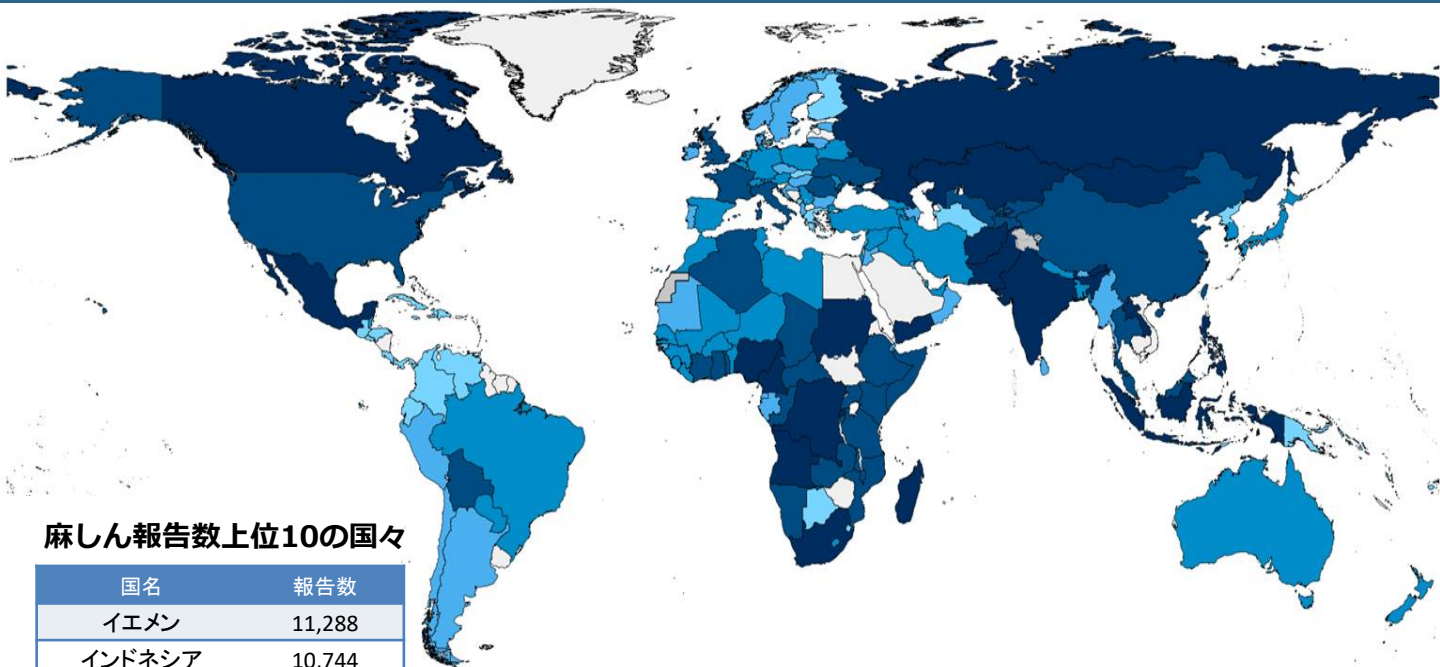 麻しん報告数上位10の国々
国名 報告数
イエメン 11,288
インドネシア 10,744